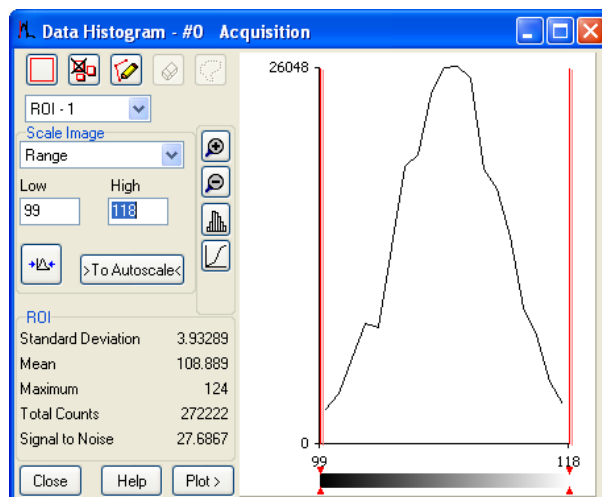 Data Histogram - #0 Acquisition
ROI - 1
Scale Image
Range
Low High
99 118
>To Autoscale<
ROI
Standard Deviation 3.93289
Mean 108.889
Maximum 124
Total Counts 272222
Signal to Noise 27.6867
Close Help Plot >
26048
0
99 118